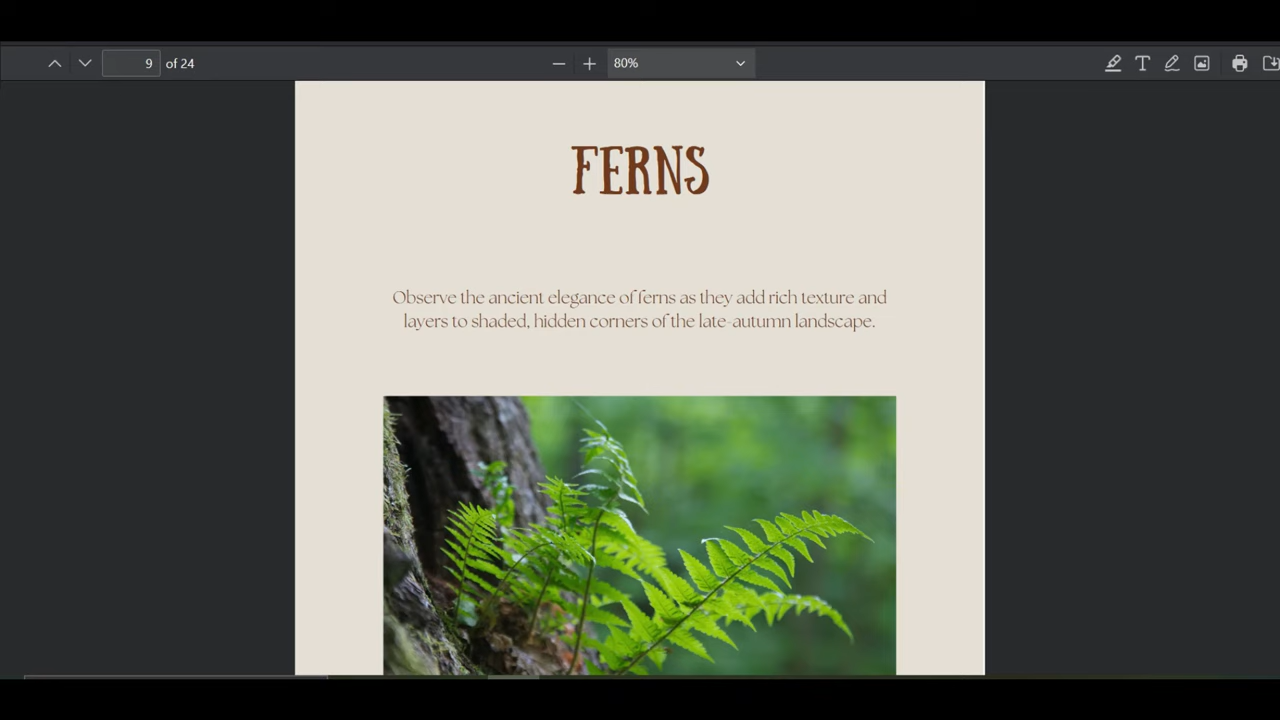 9 of 24
80%
FERNS
Observe the ancient elegance of ferns as they add rich texture and
layers to shaded, hidden corners of the late-autumn landscape.